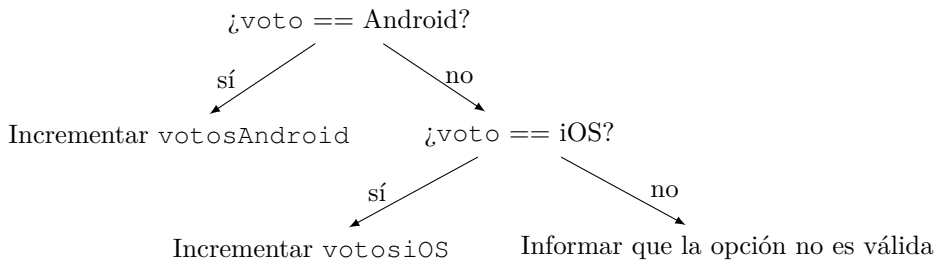 ¿voto == Android?
sí
no
Incrementar votosAndroid
¿voto == iOS?
sí
no
Incrementar votosiOS
Informar que la opción no es válida